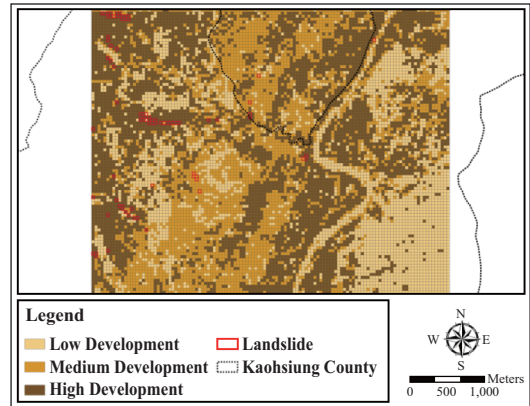 Legend
Low Development
Landslide
Medium Development
Kaohsiung County
High Development
N
W E
S
Meters
0 500 1,000